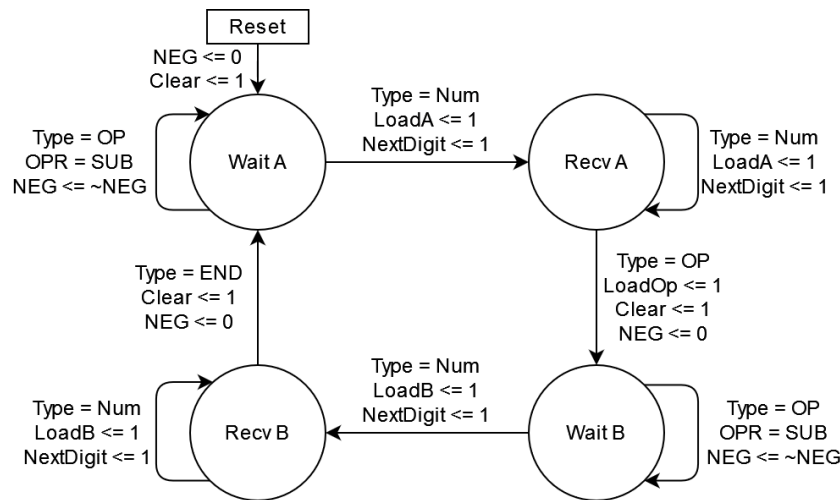 Reset
NEG <= 0
Clear <= 1
Type = OP
OPR = SUB
NEG <= ~NEG
Wait A
Type = Num
LoadA <= 1
NextDigit <= 1
Recv A
Type = Num
LoadA <= 1
NextDigit <= 1
Type = END
Clear <= 1
NEG <= 0
Type = OP
LoadOp <= 1
Clear <= 1
NEG <= 0
Type = Num
LoadB <= 1
NextDigit <= 1
Recv B
Type = Num
LoadB <= 1
NextDigit <= 1
Wait B
Type = OP
OPR = SUB
NEG <= ~NEG